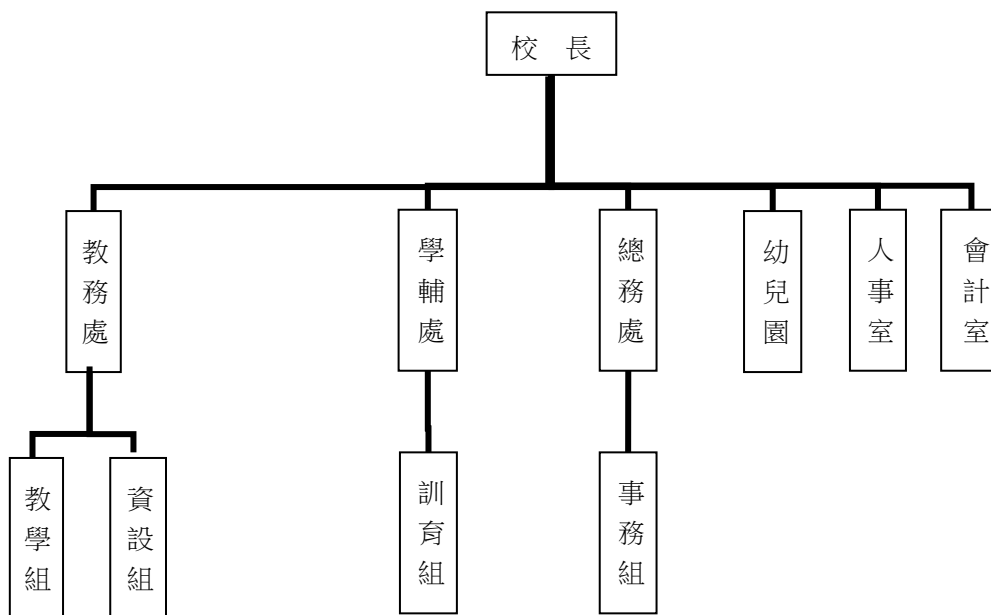 校 長
教務處
學輔處
總務處
幼兒園
人事室
會計室
教學組
資設組
訓育組
事務組